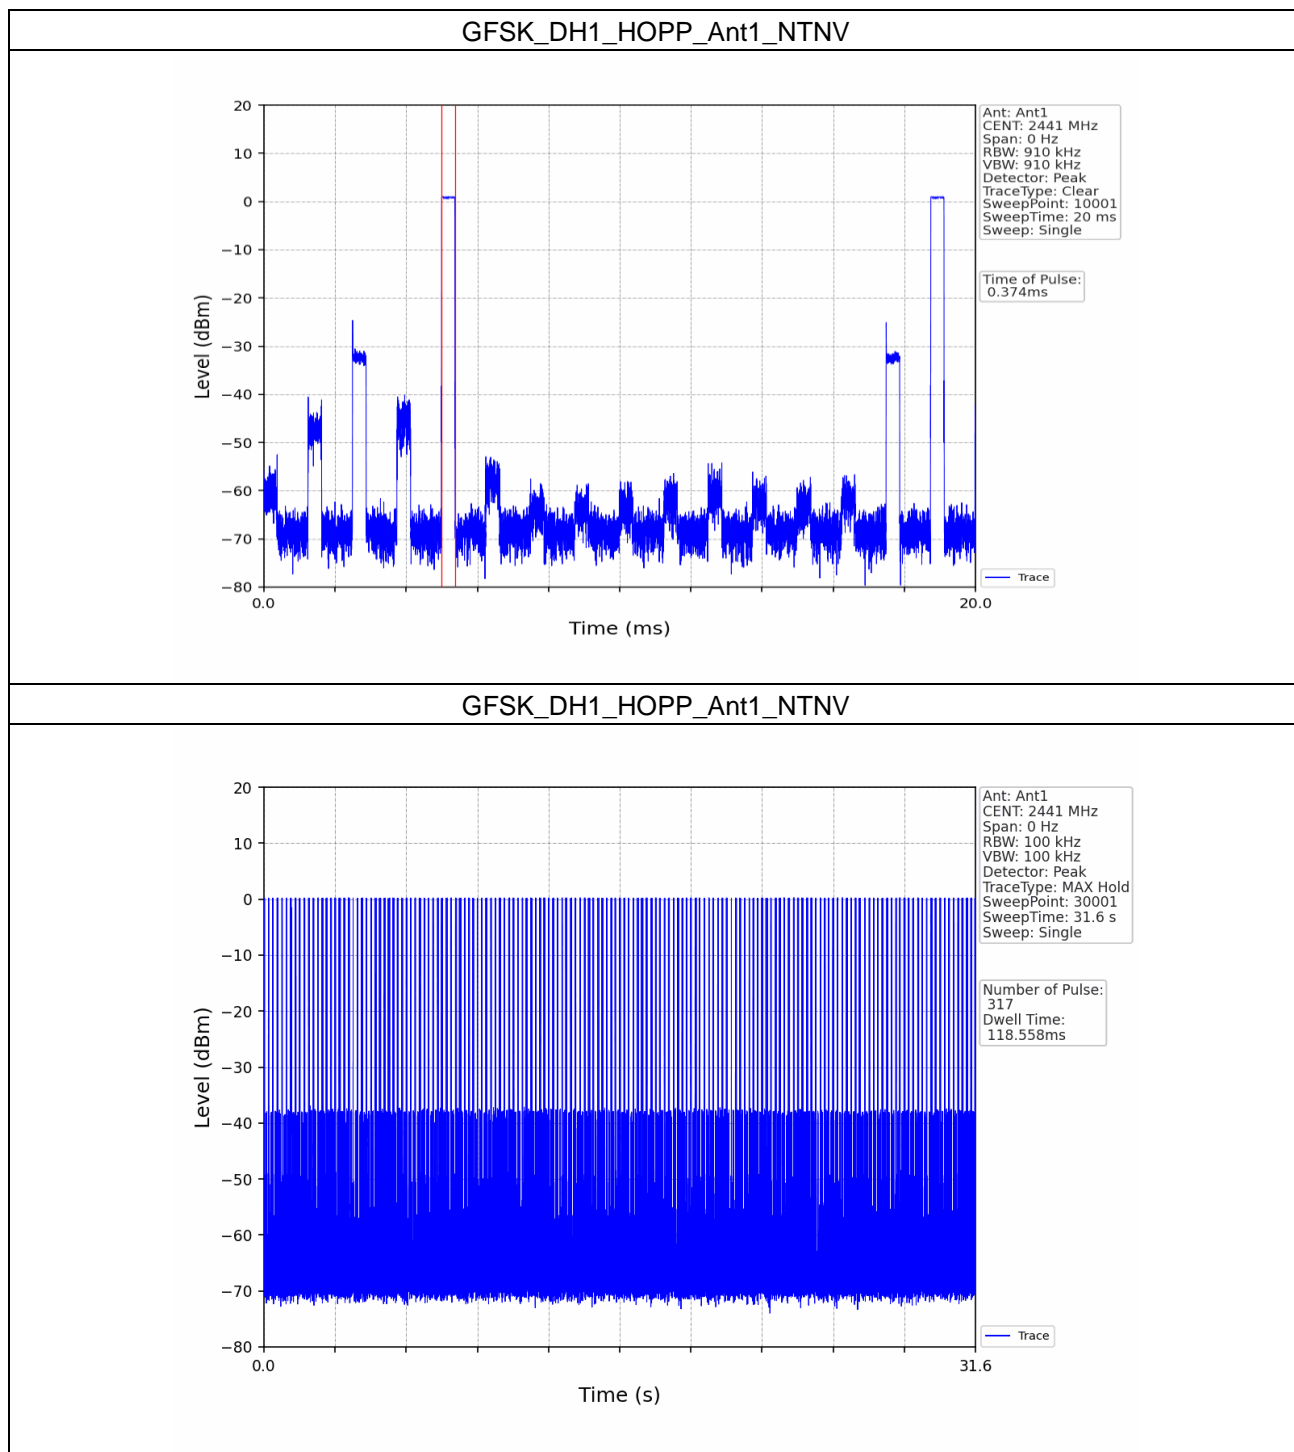 GFSK_DH1_HOPP_Ant1_NTNV
20
10
0
−10
−20
−30
−40
−50
−60
−70
−80
Level (dBm)
0.0
20.0
Time (ms)
Ant: Ant1
CENT: 2441 MHz
Span: 0 Hz
RBW: 910 kHz
VBW: 910 kHz
Detector: Peak
TraceType: Clear
SweepPoint: 10001
SweepTime: 20 ms
Sweep: Single
Time of Pulse:
0.374ms
Trace
GFSK_DH1_HOPP_Ant1_NTNV
20
10
0
−10
−20
−30
−40
−50
−60
−70
−80
Level (dBm)
0.0
31.6
Time (s)
Ant: Ant1
CENT: 2441 MHz
Span: 0 Hz
RBW: 100 kHz
VBW: 100 kHz
Detector: Peak
TraceType: MAX Hold
SweepPoint: 30001
SweepTime: 31.6 s
Sweep: Single
Number of Pulse:
317
Dwell Time:
118.558ms
Trace